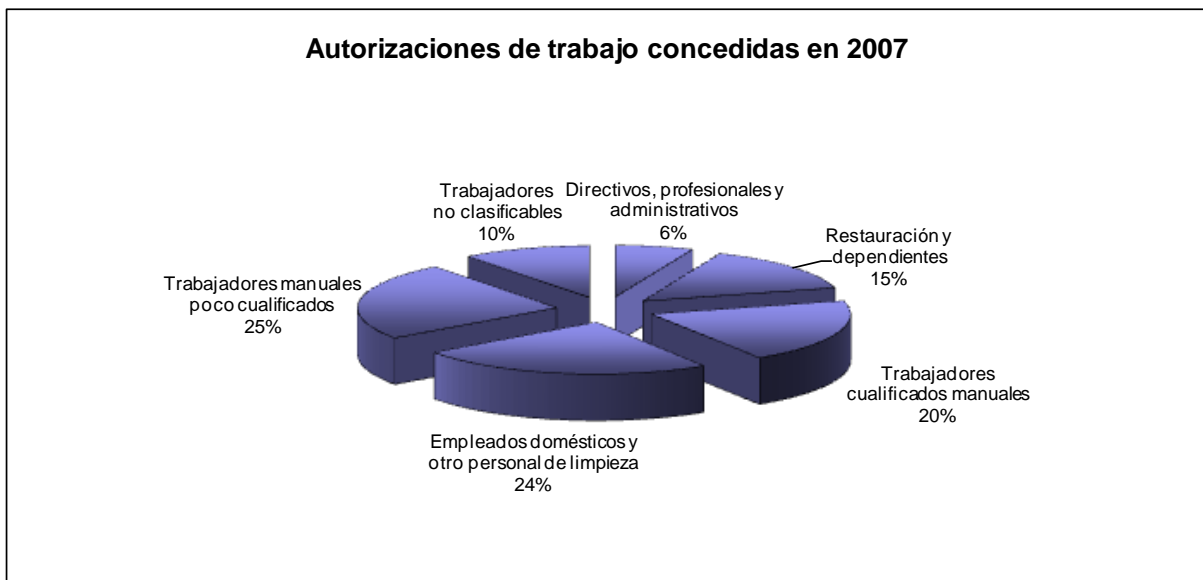 Autorizaciones de trabajo concedidas en 2007
Directivos, profesionales y
administrativos
6%
Restauración y
dependientes
15%
Trabajadores
cualificados manuales
20%
Empleados domésticos y
otro personal de limpieza
24%
Trabajadores manuales
poco cualificados
25%
Trabajadores
no clasificables
10%